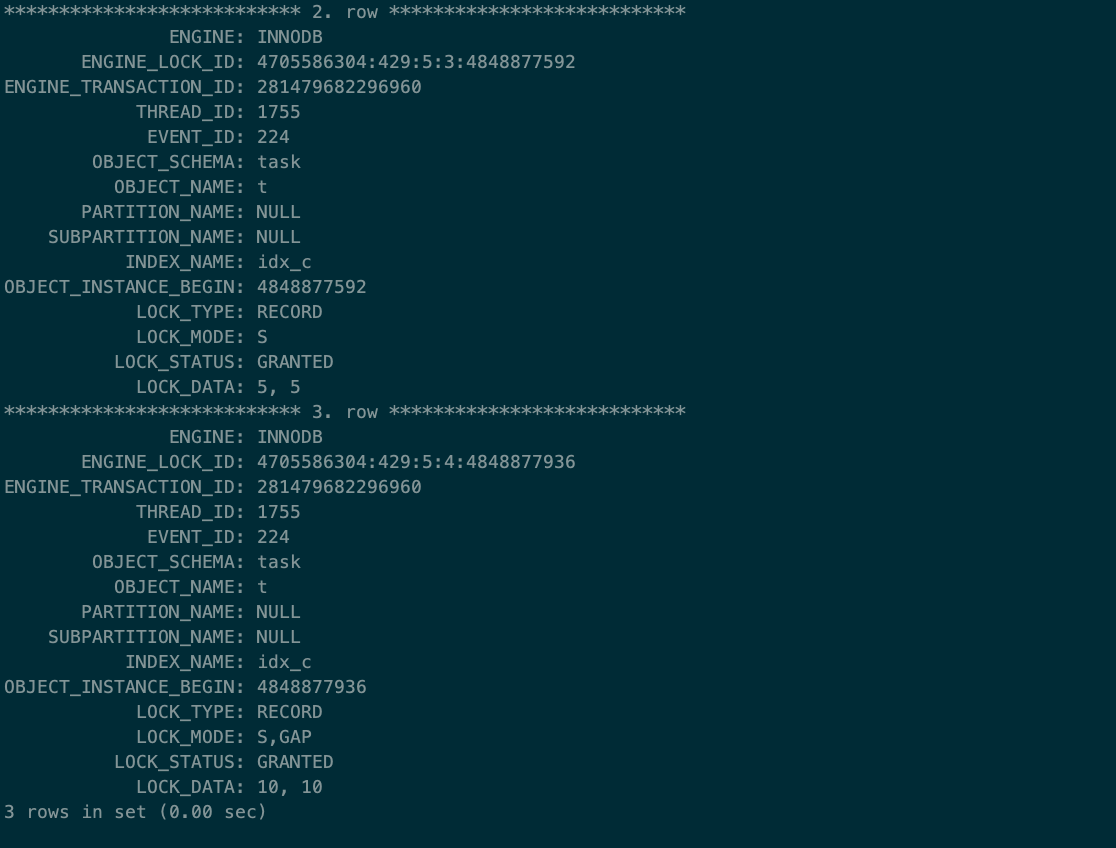 *************************** 2. row ***************************
ENGINE: INNODB
ENGINE_LOCK_ID: 4705586304:429:5:3:4848877592
ENGINE_TRANSACTION_ID: 281479682296960
THREAD_ID: 1755
EVENT_ID: 224
OBJECT_SCHEMA: task
OBJECT_NAME: t
PARTITION_NAME: NULL
SUBPARTITION_NAME: NULL
INDEX_NAME: idx_c
OBJECT_INSTANCE_BEGIN: 4848877592
LOCK_TYPE: RECORD
LOCK_MODE: S
LOCK_STATUS: GRANTED
LOCK_DATA: 5, 5
*************************** 3. row ***************************
ENGINE: INNODB
ENGINE_LOCK_ID: 4705586304:429:5:4:4848877936
ENGINE_TRANSACTION_ID: 281479682296960
THREAD_ID: 1755
EVENT_ID: 224
OBJECT_SCHEMA: task
OBJECT_NAME: t
PARTITION_NAME: NULL
SUBPARTITION_NAME: NULL
INDEX_NAME: idx_c
OBJECT_INSTANCE_BEGIN: 4848877936
LOCK_TYPE: RECORD
LOCK_MODE: S,GAP
LOCK_STATUS: GRANTED
LOCK_DATA: 10, 10
3 rows in set (0.00 sec)